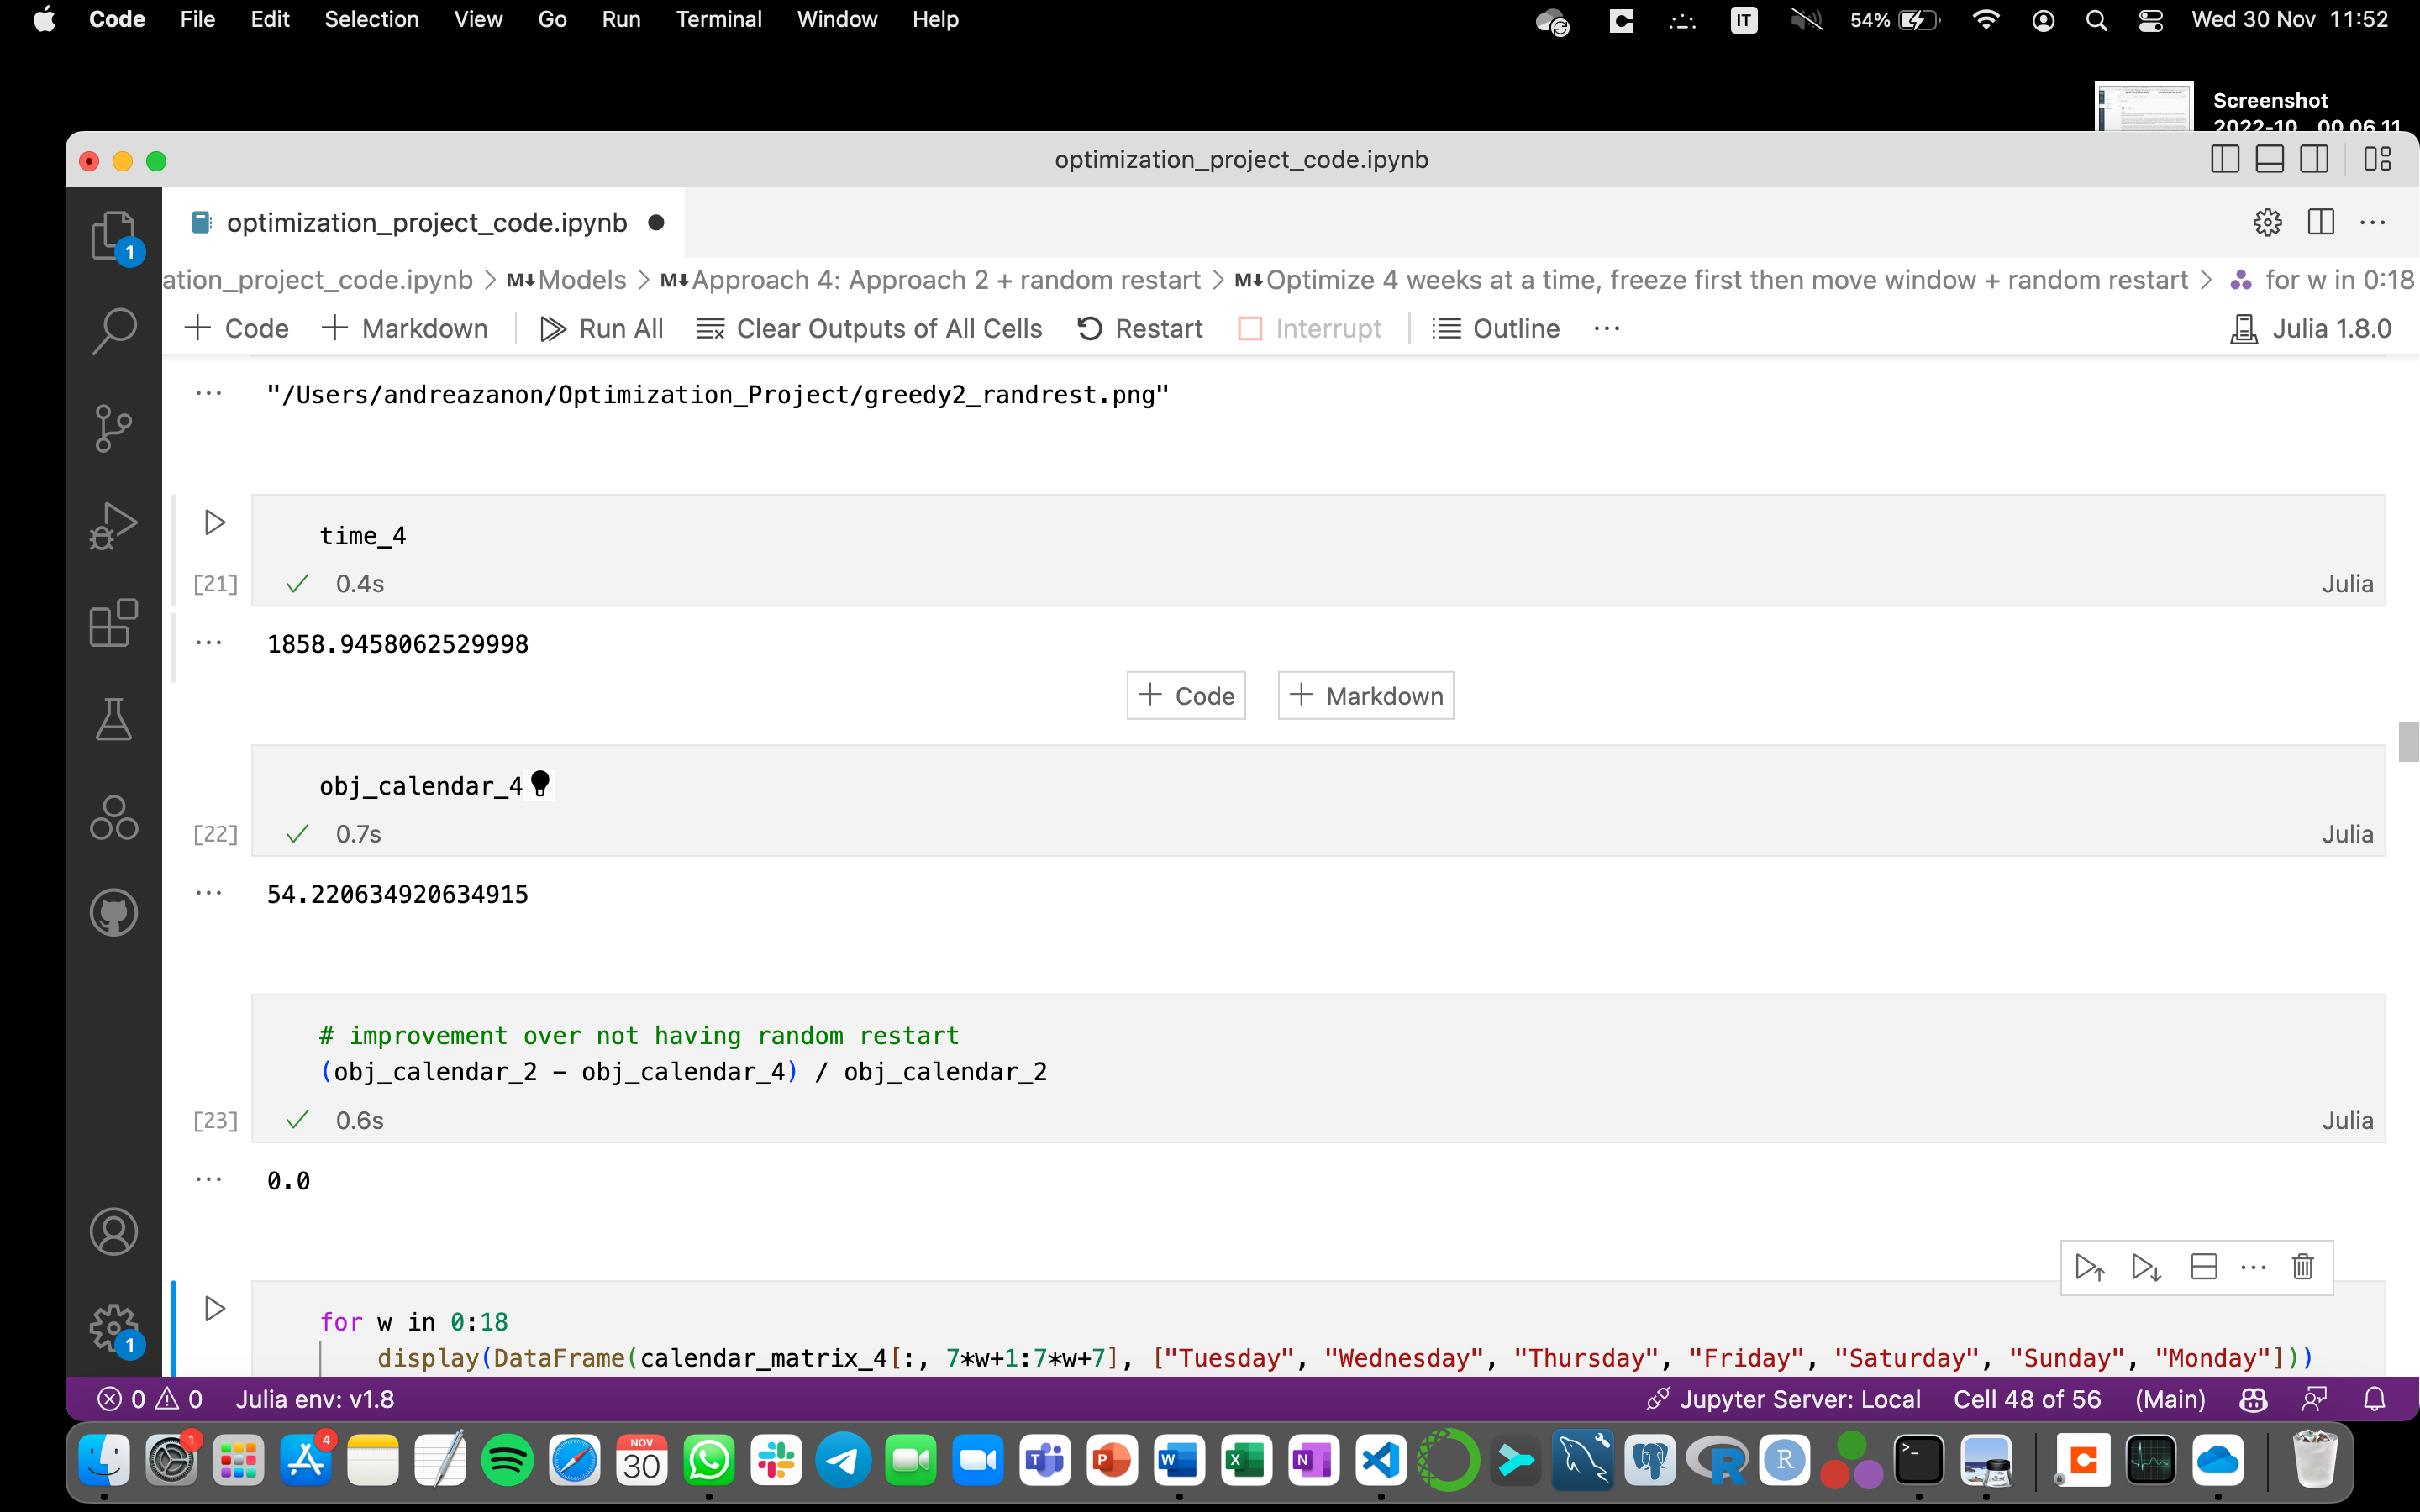 Code File Edit Selection View Go Run Terminal Window Help IT 54% Wed 30 Nov 11:52
Screenshot
2022-10...00.06.11
optimization_project_code.ipynb
optimization_project_code.ipynb
1
ation_project_code.ipynb > M↓Models > M↓Approach 4: Approach 2 + random restart > M↓Optimize 4 weeks at a time, freeze first then move window + random restart > for w in 0:18
+ Code + Markdown Run All Clear Outputs of All Cells Restart Interrupt Outline ... Julia 1.8.0
... "/Users/andreazanon/Optimization_Project/greedy2_randrest.png"
time_4
[21] ✓ 0.4s Julia
... 1858.9458062529998
+ Code + Markdown
obj_calendar_4
[22] ✓ 0.7s Julia
... 54.220634920634915
# improvement over not having random restart
(obj_calendar_2 - obj_calendar_4) / obj_calendar_2
[23] ✓ 0.6s Julia
... 0.0
for w in 0:18
display(DataFrame(calendar_matrix_4[:, 7*w+1:7*w+7], ["Tuesday", "Wednesday", "Thursday", "Friday", "Saturday", "Sunday", "Monday"]))
1
0 0 Julia env: v1.8 Jupyter Server: Local Cell 48 of 56 (Main)
1 4 NOV
30 T P W X N R R >_ C